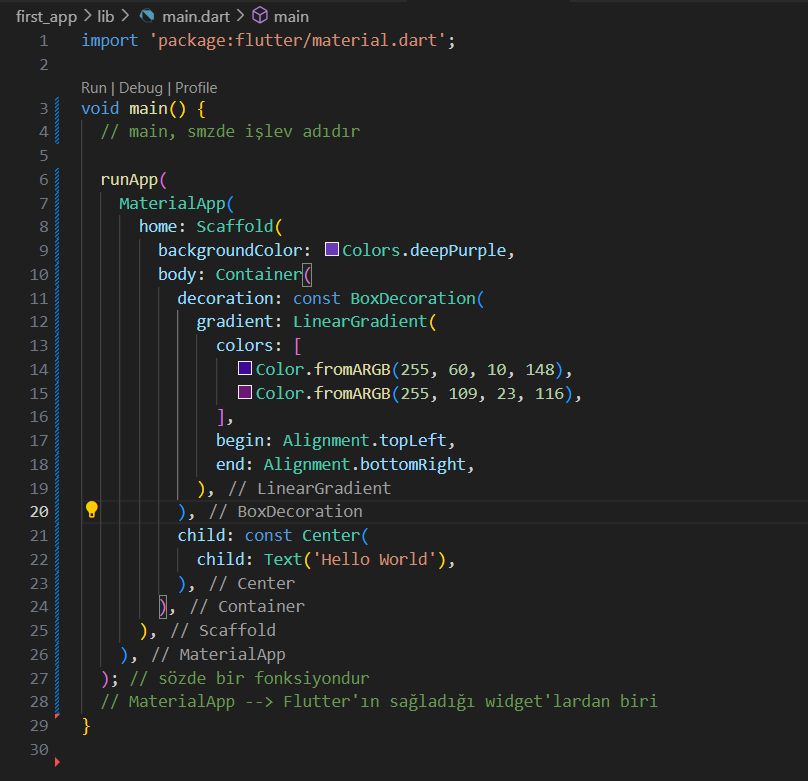 first_app > lib > main.dart > main
1 import 'package:flutter/material.dart';
2
Run | Debug | Profile
3 void main() {
4 // main, smzde işlev adıdır
5
6 runApp(
7 MaterialApp(
8 home: Scaffold(
9 backgroundColor: Colors.deepPurple,
10 body: Container(
11 decoration: const BoxDecoration(
12 gradient: LinearGradient(
13 colors: [
14 Color.fromARGB(255, 60, 10, 148),
15 Color.fromARGB(255, 109, 23, 116),
16 ],
17 begin: Alignment.topLeft,
18 end: Alignment.bottomRight,
19 ), // LinearGradient
20 ), // BoxDecoration
21 child: const Center(
22 child: Text('Hello World'),
23 ), // Center
24 ), // Container
25 ), // Scaffold
26 ), // MaterialApp
27 ); // sözde bir fonksiyondur
28 // MaterialApp --> Flutter'ın sağladığı widget'lardan biri
29 }
30